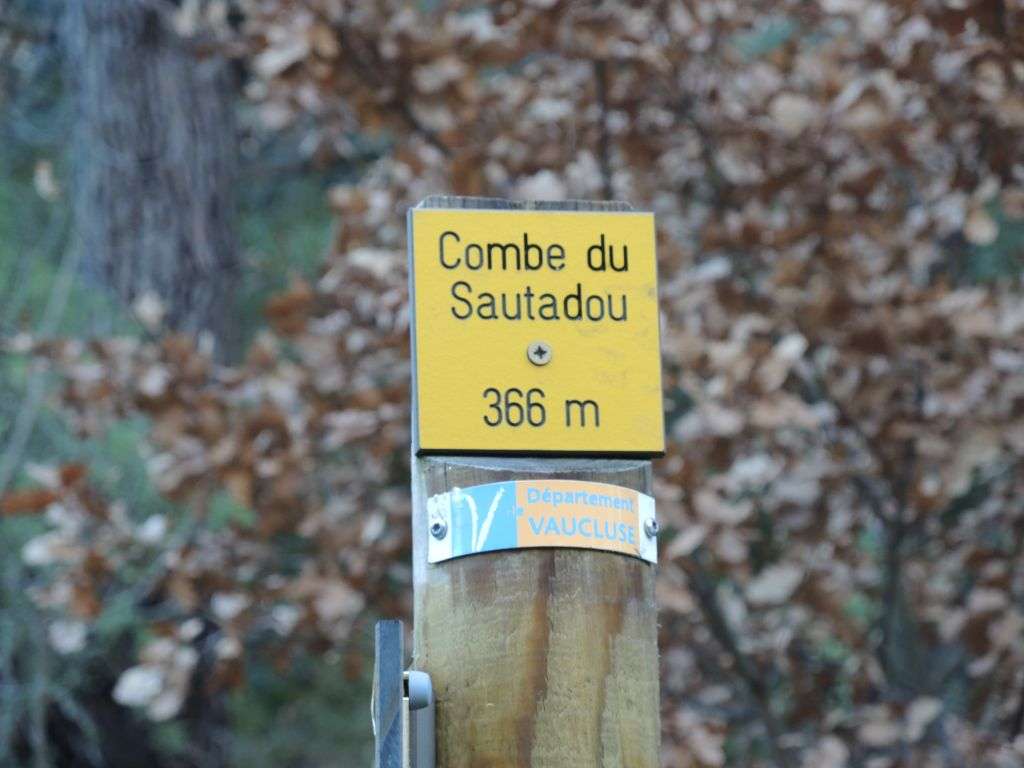 Combe du
Sautadou
366 m
Département
VAUCLUSE